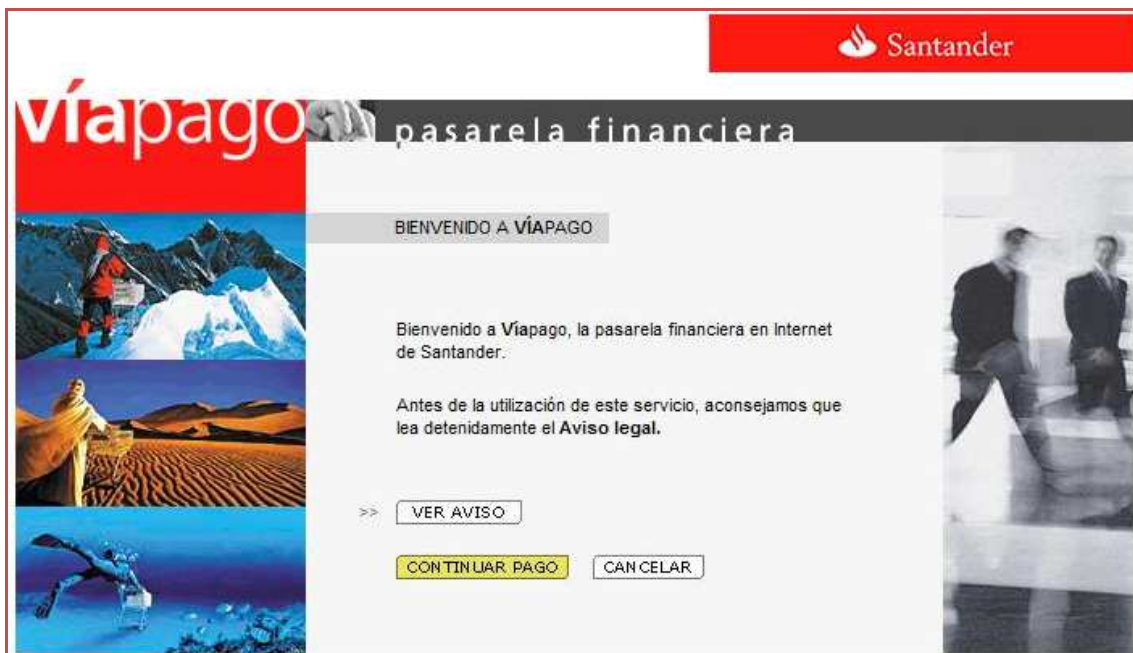 Santander
víapago
pasarela financiera
BIENVENIDO A VÍAPAGO
Bienvenido a Víapago, la pasarela financiera en Internet
de Santander.
Antes de la utilización de este servicio, aconsejamos que
lea detenidamente el Aviso legal.
>> VER AVISO
CONTINUAR PAGO CANCELAR